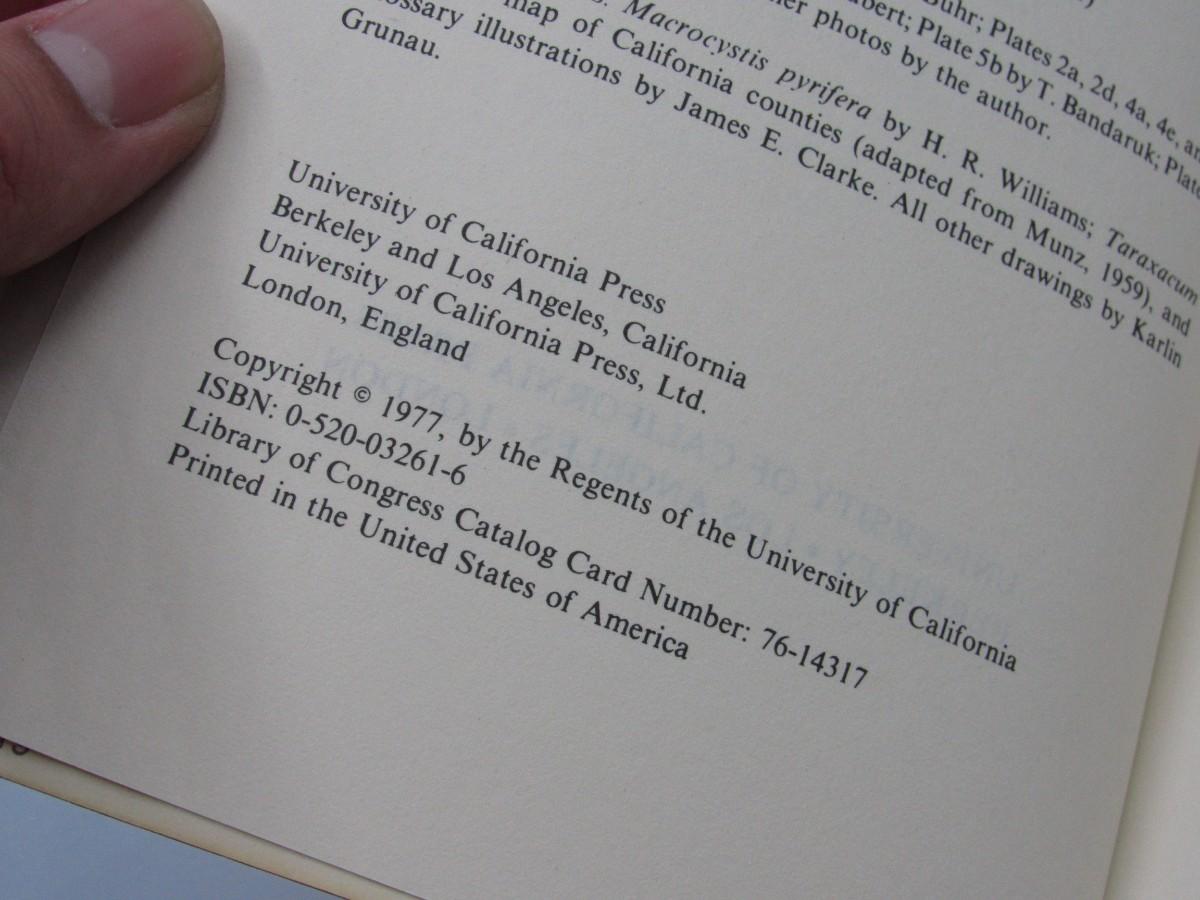 Buhr; Plates 2a, 2d, 4a, 4e,
Plate 5b by T. Bandaruk;
photos by the author.
Macrocystis pyrifera by H. R. Williams; Taraxacum
map of California counties (adapted from Munz, 1959), and
illustrations by James E. Clarke. All other drawings by Karlin
Grunau.
University of California Press
Berkeley and Los Angeles, California
University of California Press, Ltd.
London, England
Copyright © 1977, by the Regents of the University of California
ISBN: 0-520-03261-6
Library of Congress Catalog Card Number: 76-14317
Printed in the United States of America